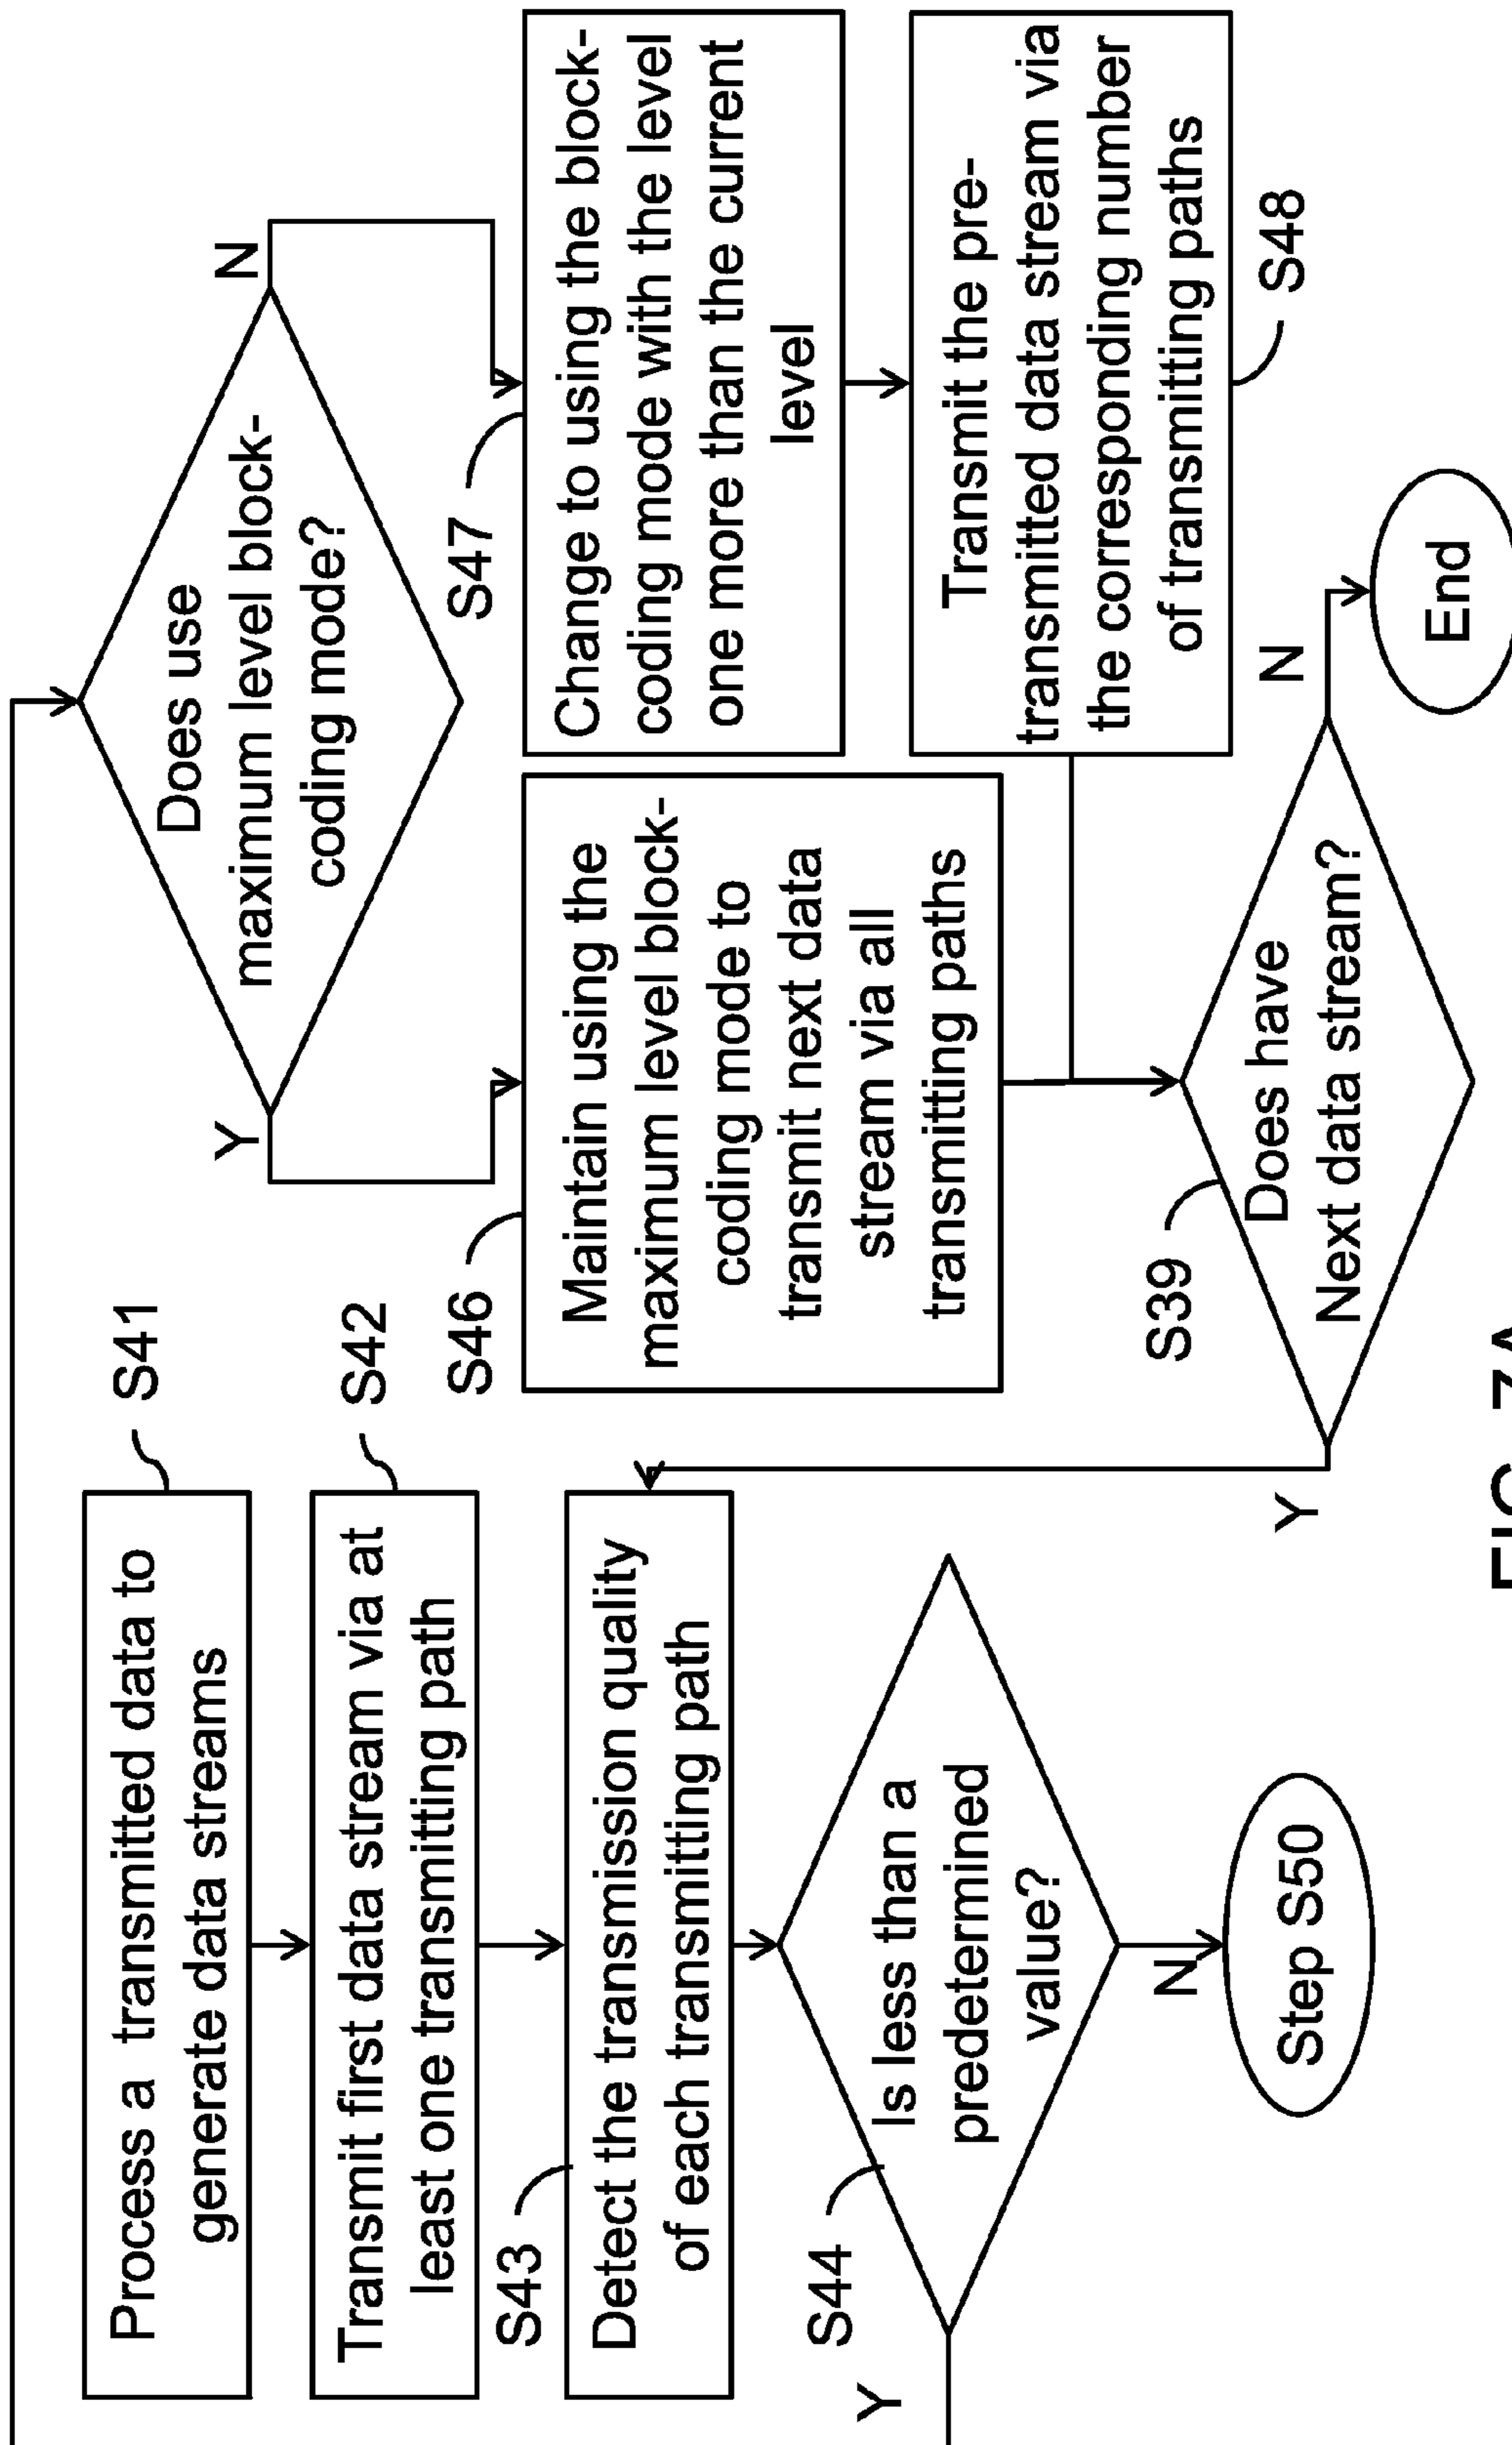 Process a transmitted data to
generate data streams
S41
Transmit first data stream via at
least one transmitting path
S42
S43
Detect the transmission quality
of each transmitting path
S44
Is less than a
predetermined
value?
Y
N
Step S50
Does use
maximum level block-
coding mode?
Y
N
S46
Maintain using the
maximum level block-
coding mode to
transmit next data
stream via all
transmitting paths
S47
Change to using the block-
coding mode with the level
one more than the current
level
Transmit the pre-
transmitted data stream via
the corresponding number
of transmitting paths
S48
S39
Does have
Next data stream?
Y
N
End